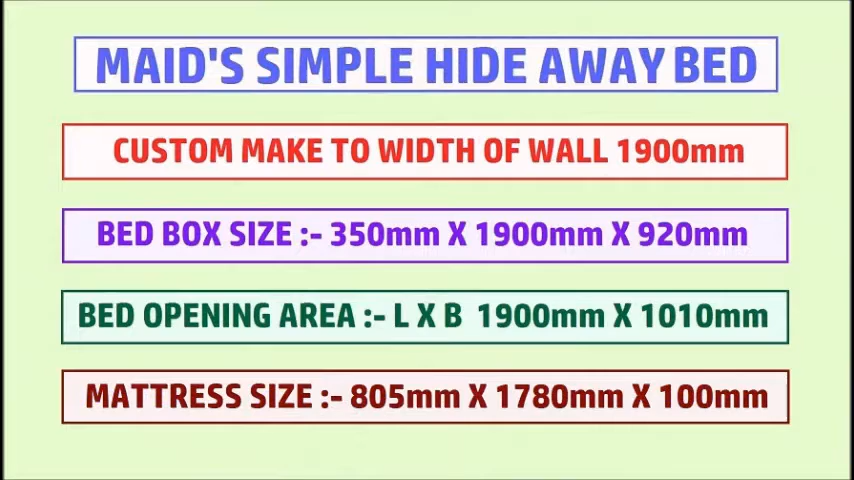 MAID'S SIMPLE HIDE AWAY BED
CUSTOM MAKE TO WIDTH OF WALL 1900mm
BED BOX SIZE :- 350mm X 1900mm X 920mm
BED OPENING AREA :- L X B 1900mm X 1010mm
MATTRESS SIZE :- 805mm X 1780mm X 100mm